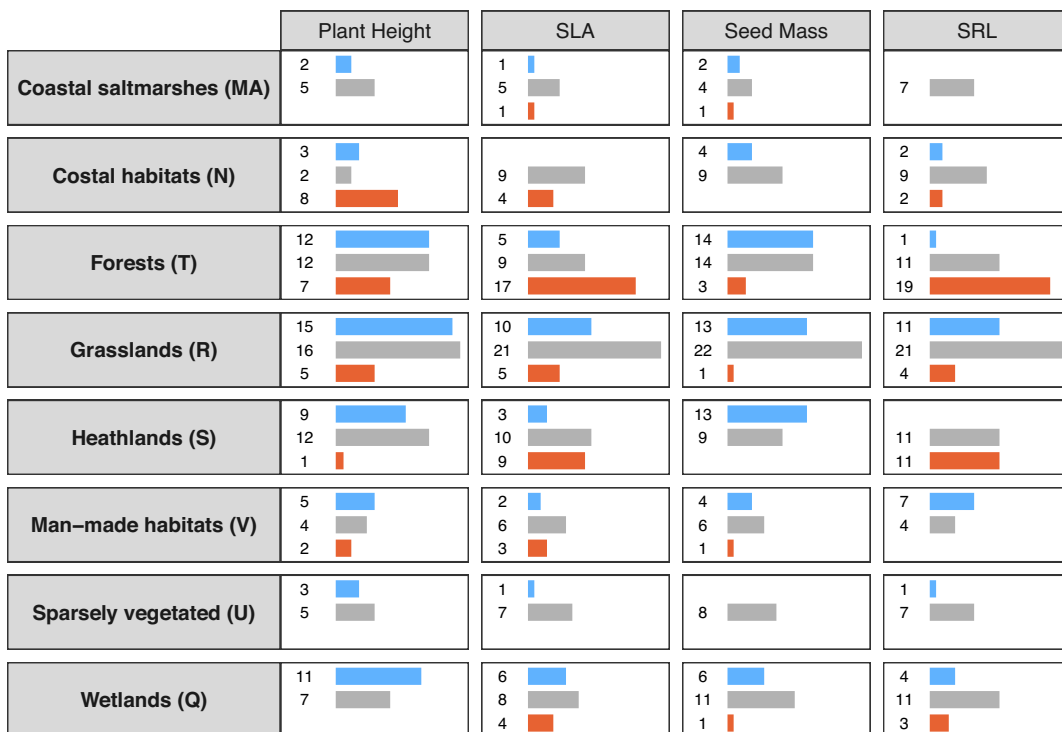 Plant Height SLA Seed Mass SRL
2 1 2
Coastal saltmarshes (MA) 5 5 4 7
1 1
3 4 2
Costal habitats (N) 2 9 9 9
8 4 2
12 5 14 1
Forests (T) 12 9 14 11
7 17 3 19
15 10 13 11
Grasslands (R) 16 21 22 21
5 5 1 4
9 3 13
Heathlands (S) 12 10 9 11
1 9 11
5 2 4 7
Man−made habitats (V) 4 6 6 4
2 3 1
3 1 1
Sparsely vegetated (U) 5 7 8 7
11 6 6 4
Wetlands (Q) 7 8 11 11
4 1 3